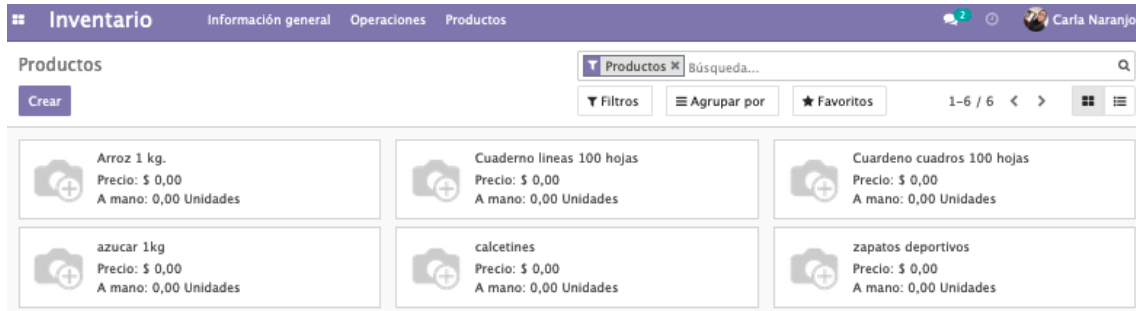 Inventario Información general Operaciones Productos 2 Carla Naranjo
Productos Productos × Búsqueda...
Crear Filtros Agrupar por Favoritos 1-6 / 6
Arroz 1 kg.
Precio: $ 0,00
A mano: 0,00 Unidades
Cuaderno lineas 100 hojas
Precio: $ 0,00
A mano: 0,00 Unidades
Cuardeno cuadros 100 hojas
Precio: $ 0,00
A mano: 0,00 Unidades
azucar 1kg
Precio: $ 0,00
A mano: 0,00 Unidades
calcetines
Precio: $ 0,00
A mano: 0,00 Unidades
zapatos deportivos
Precio: $ 0,00
A mano: 0,00 Unidades